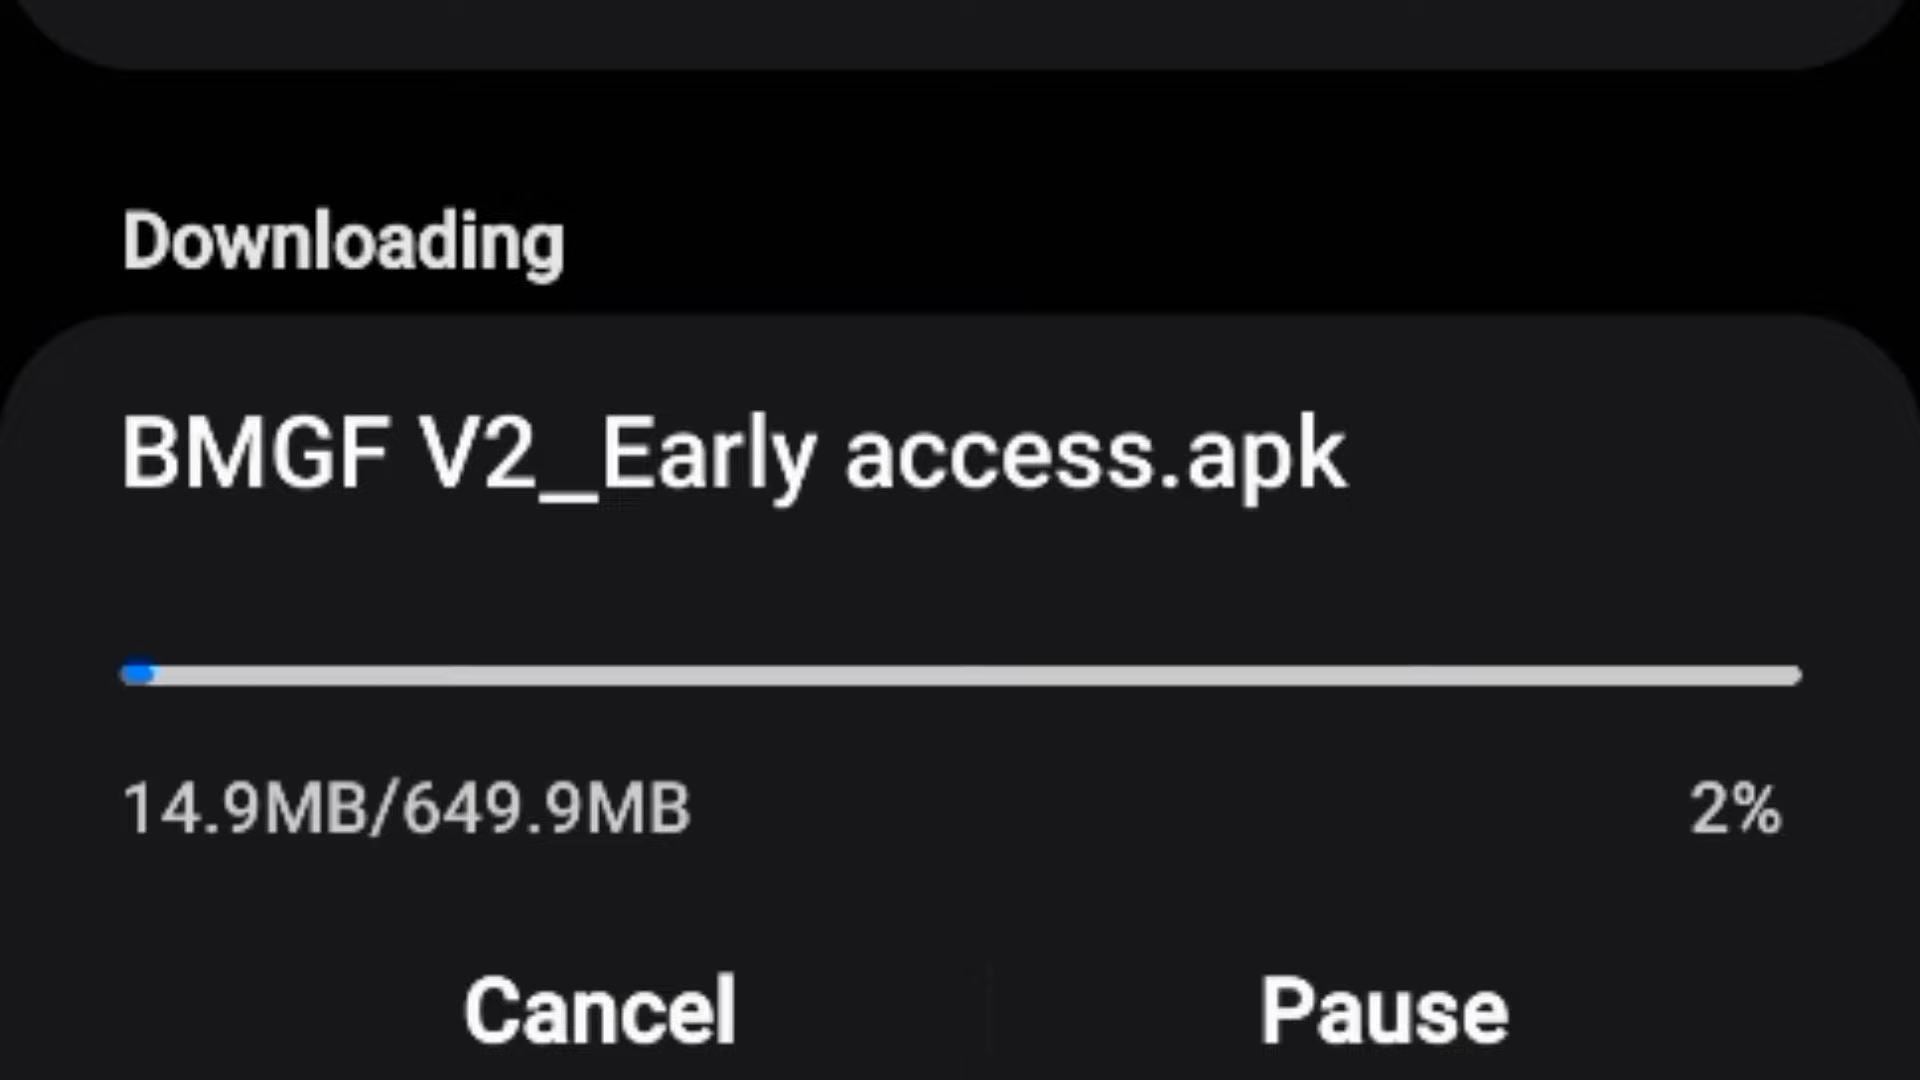 Downloading
BMGF V2_Early access.apk
14.9MB/649.9MB
2%
Cancel
Pause